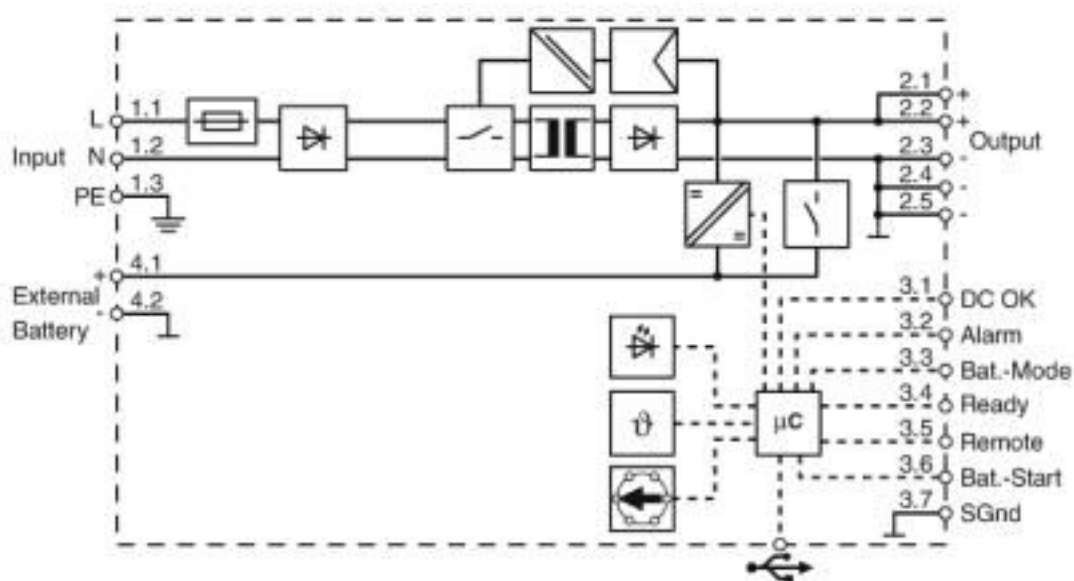 L 1.1
Input N 1.2
PE 1.3
+ 4.1
External
Battery
- 4.2
2.1 +
2.2 +
2.3 -
Output
2.4 -
2.5 -
=
=
3.1 DC OK
3.2 Alarm
3.3 Bat.-Mode
3.4 Ready
3.5 Remote
3.6 Bat.-Start
3.7 SGnd
ϑ
µC